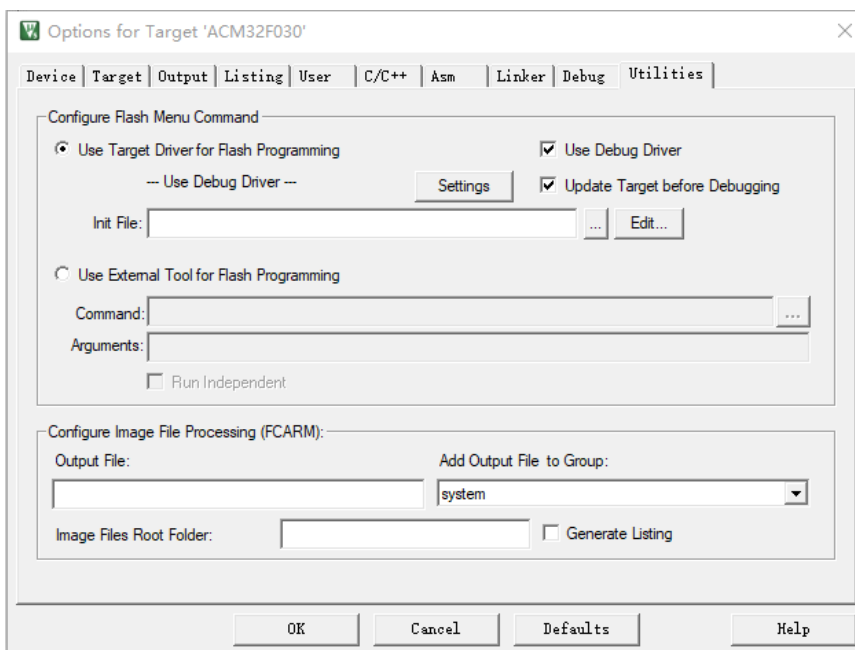 Options for Target 'ACM32F030'
Device Target Output Listing User C/C++ Asm Linker Debug Utilities
Configure Flash Menu Command
Use Target Driver for Flash Programming Use Debug Driver
--- Use Debug Driver --- Settings Update Target before Debugging
Init File: ... Edit...
Use External Tool for Flash Programming
Command: ...
Arguments:
Run Independent
Configure Image File Processing (FCARM):
Output File: Add Output File to Group:
system
Image Files Root Folder: Generate Listing
OK Cancel Defaults Help